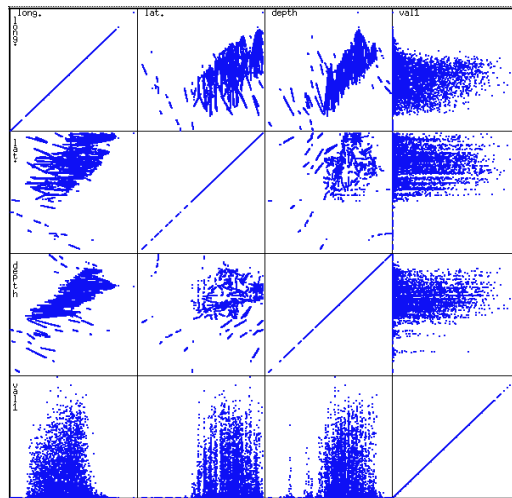 long.
lat.
depth
val1
long.
lat.
depth
val1